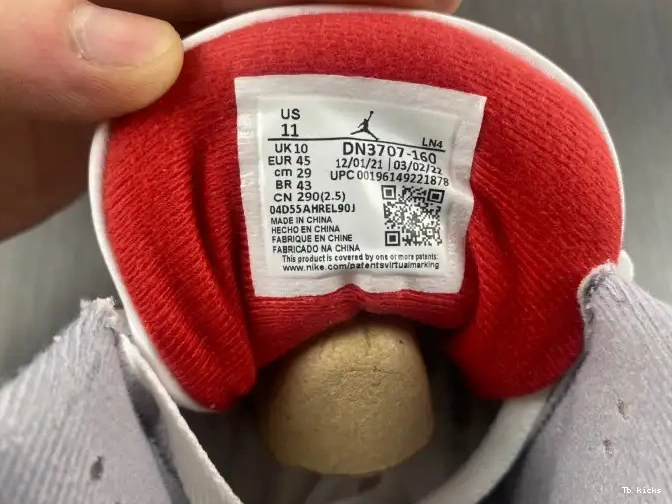 US
11
LN4
UK 10
DN3707-160
EUR 45
12/01/21 | 03/02/22
cm 29
UPC 00196149221878
BR 43
CN 290(2.5)
04D55AHREL90J
MADE IN CHINA
HECHO EN CHINA
FABRIQUE EN CHINE
FABRICADO NA CHINA
This product is covered by one or more patents:
www.nike.com/patentsvirtualmarking
Tb kicks